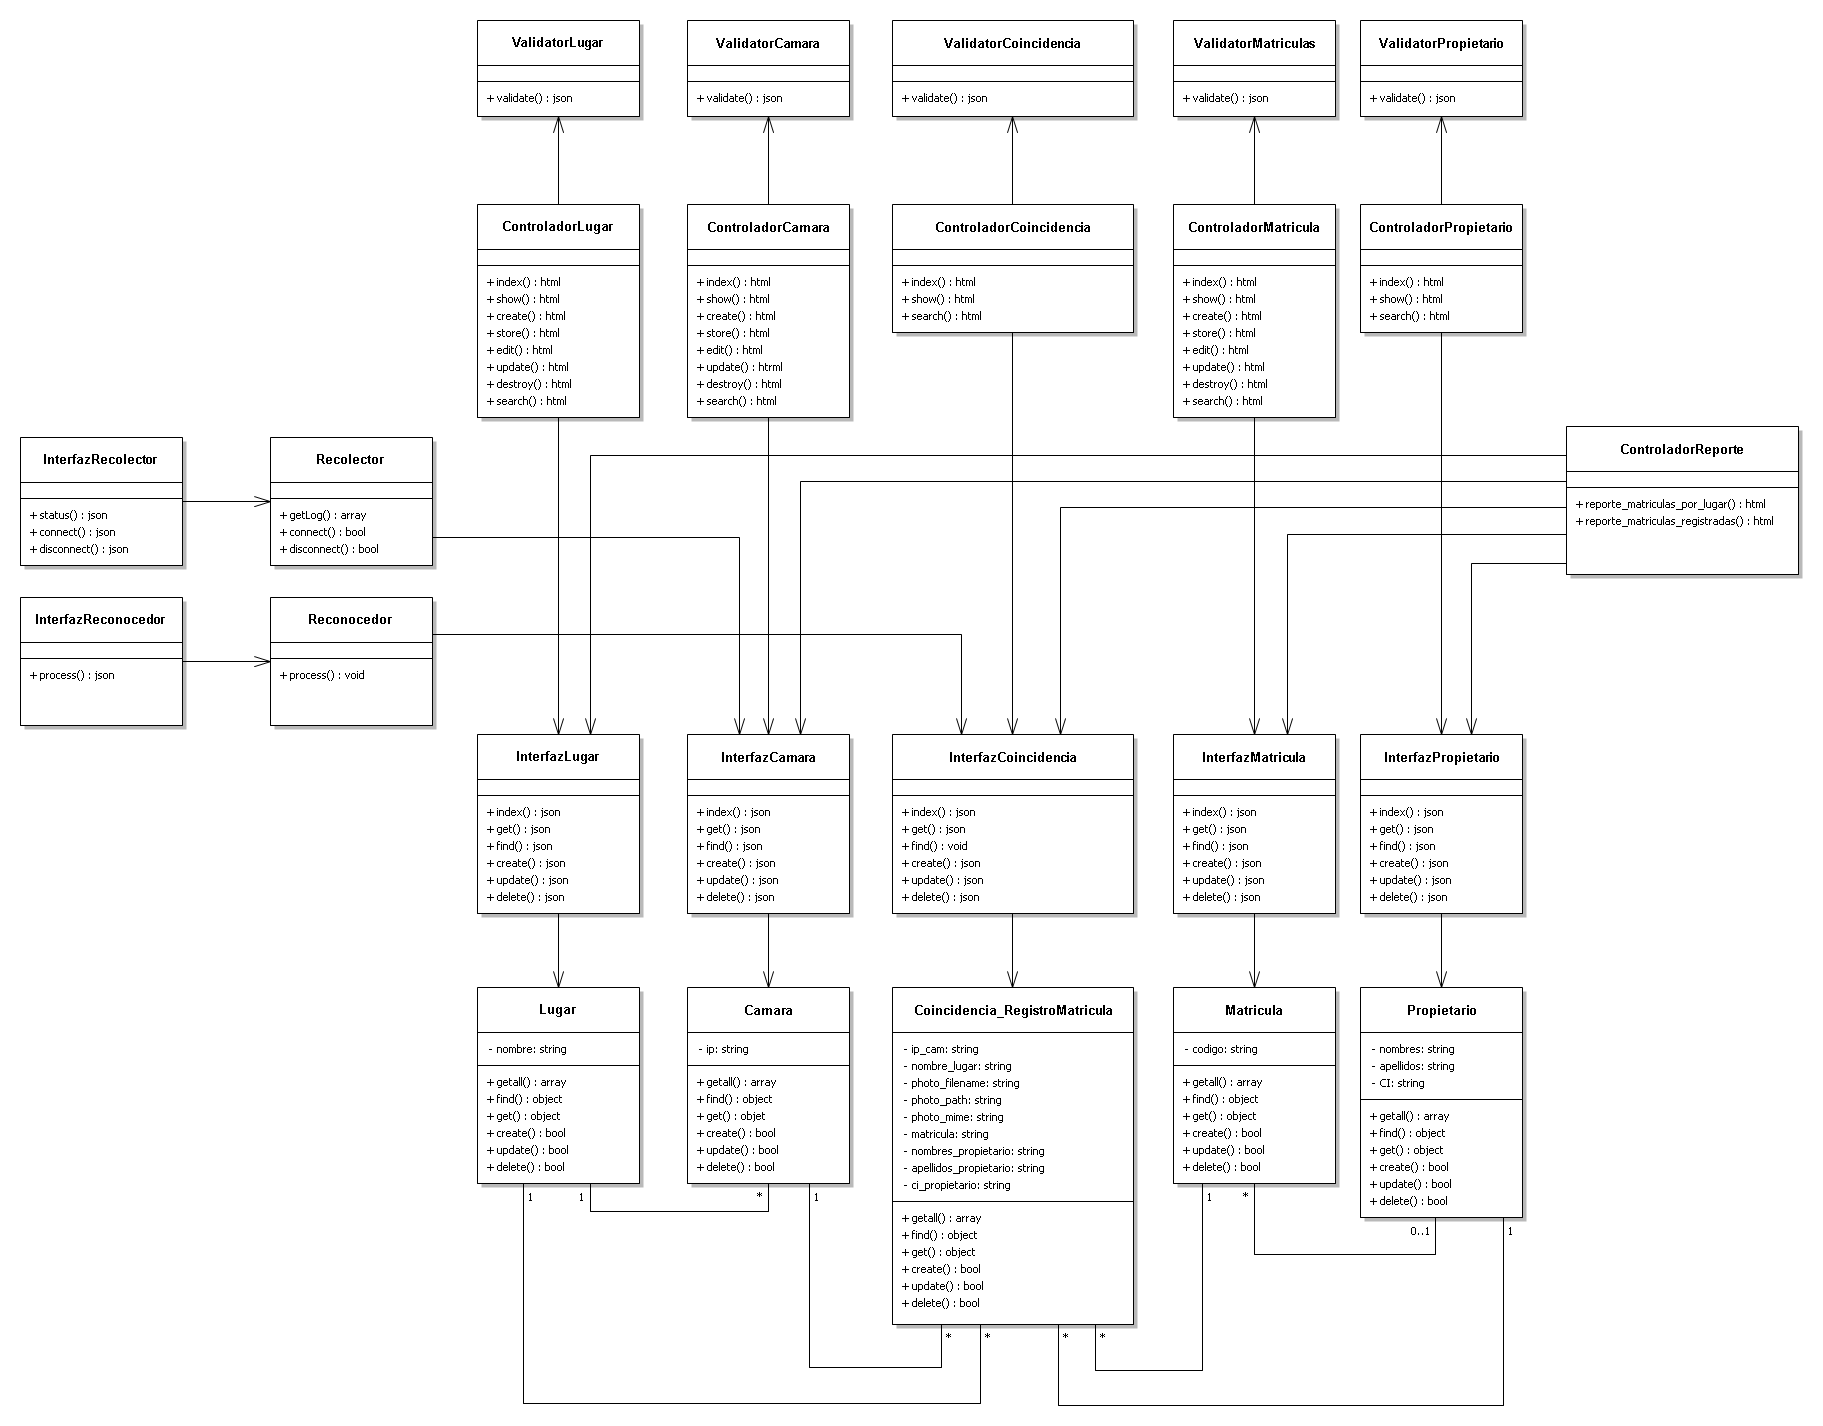 ValidatorLugar
+ validate() : json
ValidatorCamara
+ validate() : json
ValidatorCoincidencia
+ validate() : json
ValidatorMatriculas
+ validate() : json
ValidatorPropietario
+ validate() : json
ControladorLugar
+ index() : html
+ show() : html
+ create() : html
+ store() : html
+ edit() : html
+ update() : html
+ destroy() : html
+ search() : html
ControladorCamara
+ index() : html
+ show() : html
+ create() : html
+ store() : html
+ edit() : html
+ update() : htrml
+ destroy() : html
+ search() : html
ControladorCoincidencia
+ index() : html
+ show() : html
+ search() : html
ControladorMatricula
+ index() : html
+ show() : html
+ create() : html
+ store() : html
+ edit() : html
+ update() : html
+ destroy() : html
+ search() : html
ControladorPropietario
+ index() : html
+ show() : html
+ search() : html
InterfazRecolector
+ status() : json
+ connect() : json
+ disconnect() : json
Recolector
+ getLog() : array
+ connect() : bool
+ disconnect() : bool
ControladorReporte
+ reporte_matriculas_por_lugar() : html
+ reporte_matriculas_registradas() : html
InterfazReconocedor
+ process() : json
Reconocedor
+ process() : void
InterfazLugar
+ index() : json
+ get() : json
+ find() : json
+ create() : json
+ update() : json
+ delete() : json
InterfazCamara
+ index() : json
+ get() : json
+ find() : json
+ create() : json
+ update() : json
+ delete() : json
InterfazCoincidencia
+ index() : json
+ get() : json
+ find() : void
+ create() : json
+ update() : json
+ delete() : json
InterfazMatricula
+ index() : json
+ get() : json
+ find() : json
+ create() : json
+ update() : json
+ delete() : json
InterfazPropietario
+ index() : json
+ get() : json
+ find() : json
+ create() : json
+ update() : json
+ delete() : json
Lugar
- nombre: string
+ getall() : array
+ find() : object
+ get() : object
+ create() : bool
+ update() : bool
+ delete() : bool
Camara
- ip: string
+ getall() : array
+ find() : object
+ get() : objet
+ create() : bool
+ update() : bool
+ delete() : bool
Coincidencia_RegistroMatricula
- ip_cam: string
- nombre_lugar: string
- photo_filename: string
- photo_path: string
- photo_mime: string
- matricula: string
- nombres_propietario: string
- apellidos_propietario: string
- ci_propietario: string
+ getall() : array
+ find() : object
+ get() : object
+ create() : bool
+ update() : bool
+ delete() : bool
Matricula
- codigo: string
+ getall() : array
+ find() : object
+ get() : object
+ create() : bool
+ update() : bool
+ delete() : bool
Propietario
- nombres: string
- apellidos: string
- CI: string
+ getall() : array
+ find() : object
+ get() : object
+ create() : bool
+ update() : bool
+ delete() : bool
1 1 * 1 1 *
0..1 1
* * * *